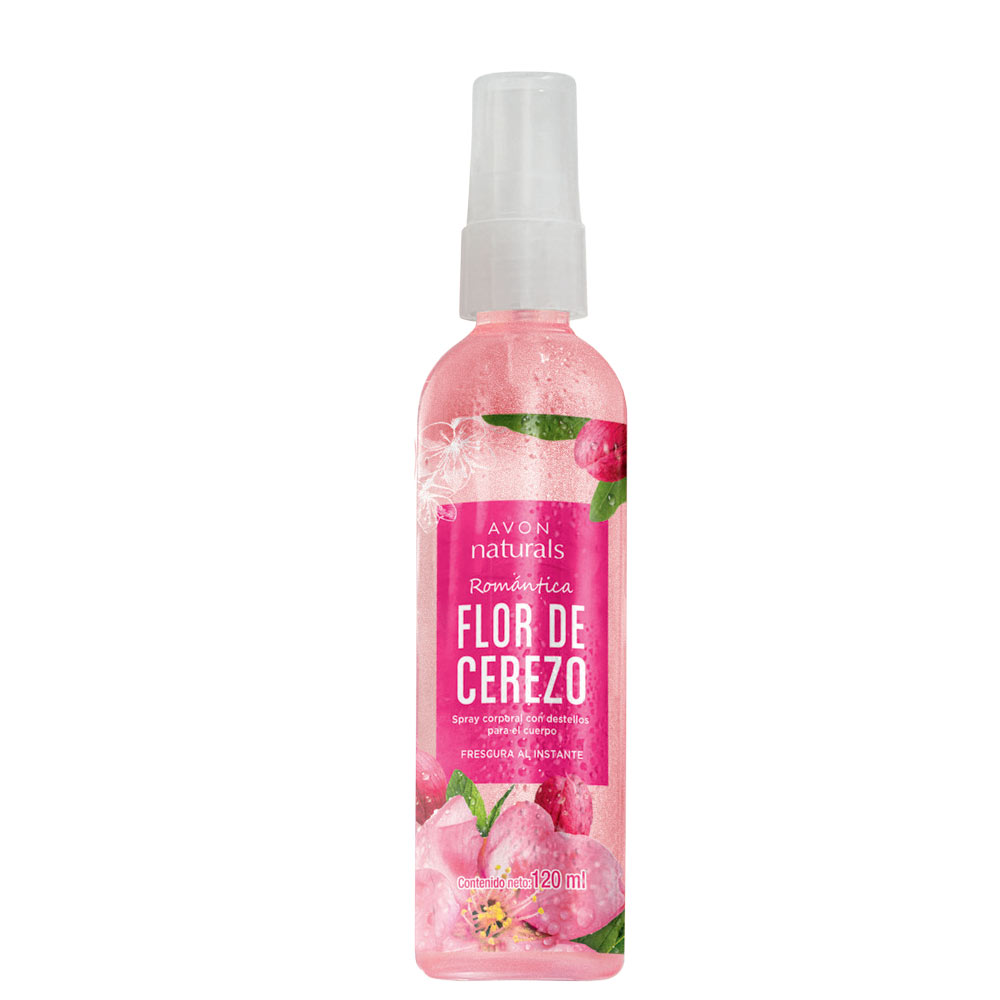 AVON
naturals
Romántica
FLOR DE
CEREZO
Spray corporal con destellos
para el cuerpo
FRESCURA AL INSTANTE
Contenido neto: 120 ml